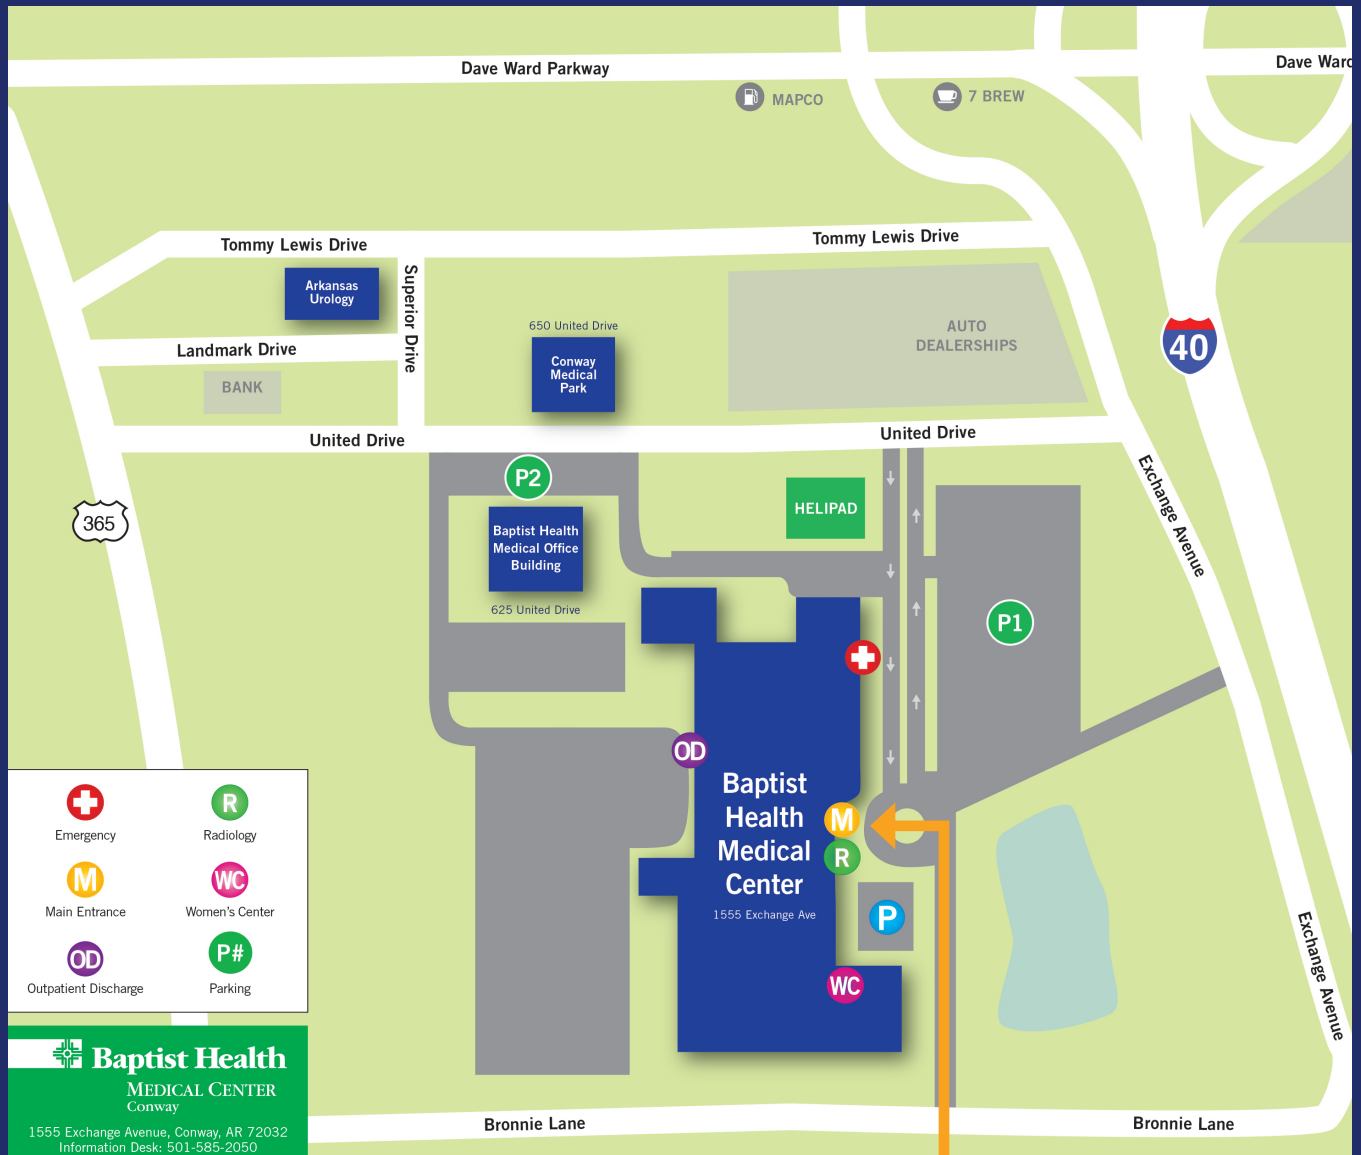 Dave Ward Parkway
Dave Ward
MAPCO
7 BREW
Tommy Lewis Drive
Tommy Lewis Drive
Arkansas
Urology
Superior Drive
650 United Drive
Conway
Medical
Park
AUTO
DEALERSHIPS
40
Landmark Drive
BANK
United Drive
United Drive
Exchange Avenue
P2
HELIPAD
365
Baptist Health
Medical Office
Building
625 United Drive
P1
OD
Baptist
Health
Medical
Center
1555 Exchange Ave
M
R
P
WC
Exchange Avenue
R
Emergency
Radiology
M
WC
Main Entrance
Women's Center
OD
P#
Outpatient Discharge
Parking
Baptist Health
MEDICAL CENTER
Conway
1555 Exchange Avenue, Conway, AR 72032
Information Desk: 501-585-2050
Bronnie Lane
Bronnie Lane